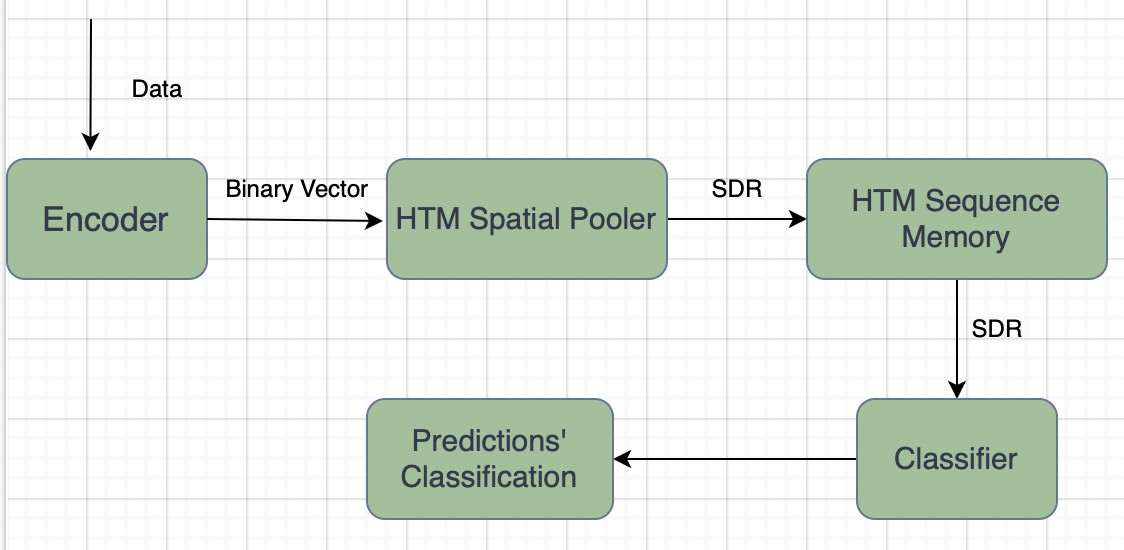 Data
Encoder
Binary Vector
HTM Spatial Pooler
SDR
HTM Sequence
Memory
SDR
Classifier
Predictions'
Classification